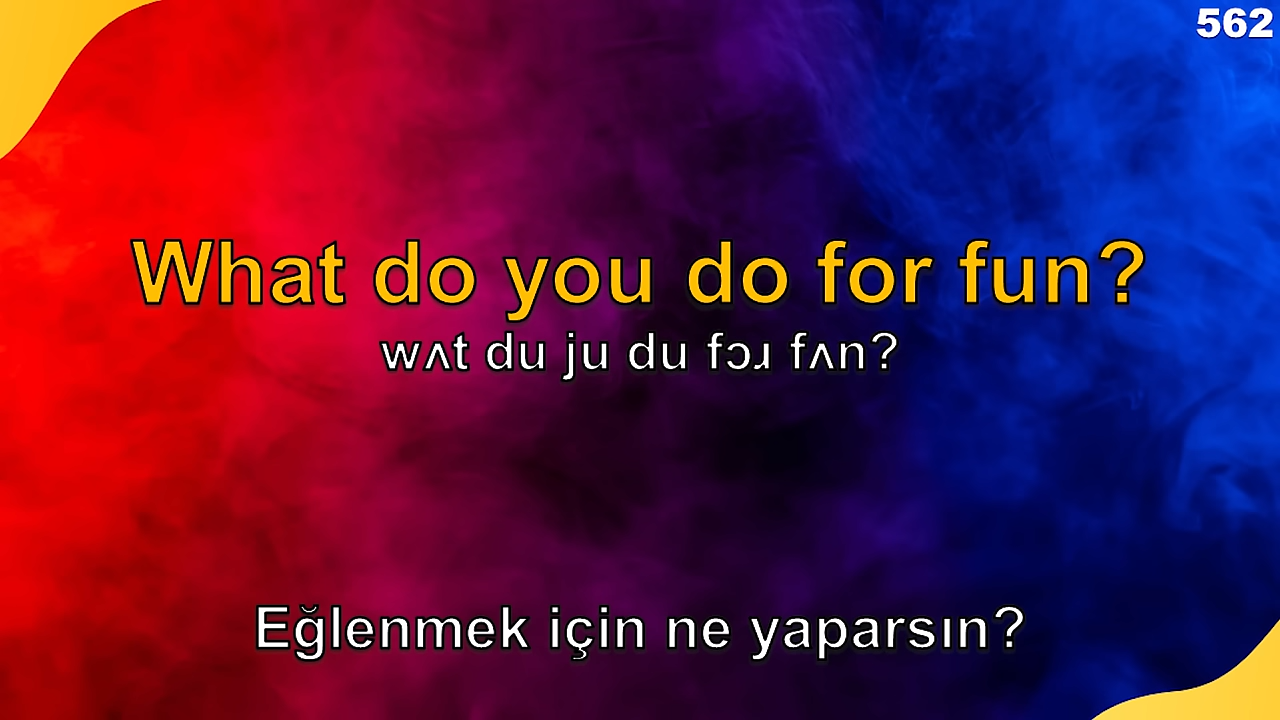 562
What do you do for fun?
wʌt du ju du fɔɹ fʌn?
Eğlenmek için ne yaparsın?